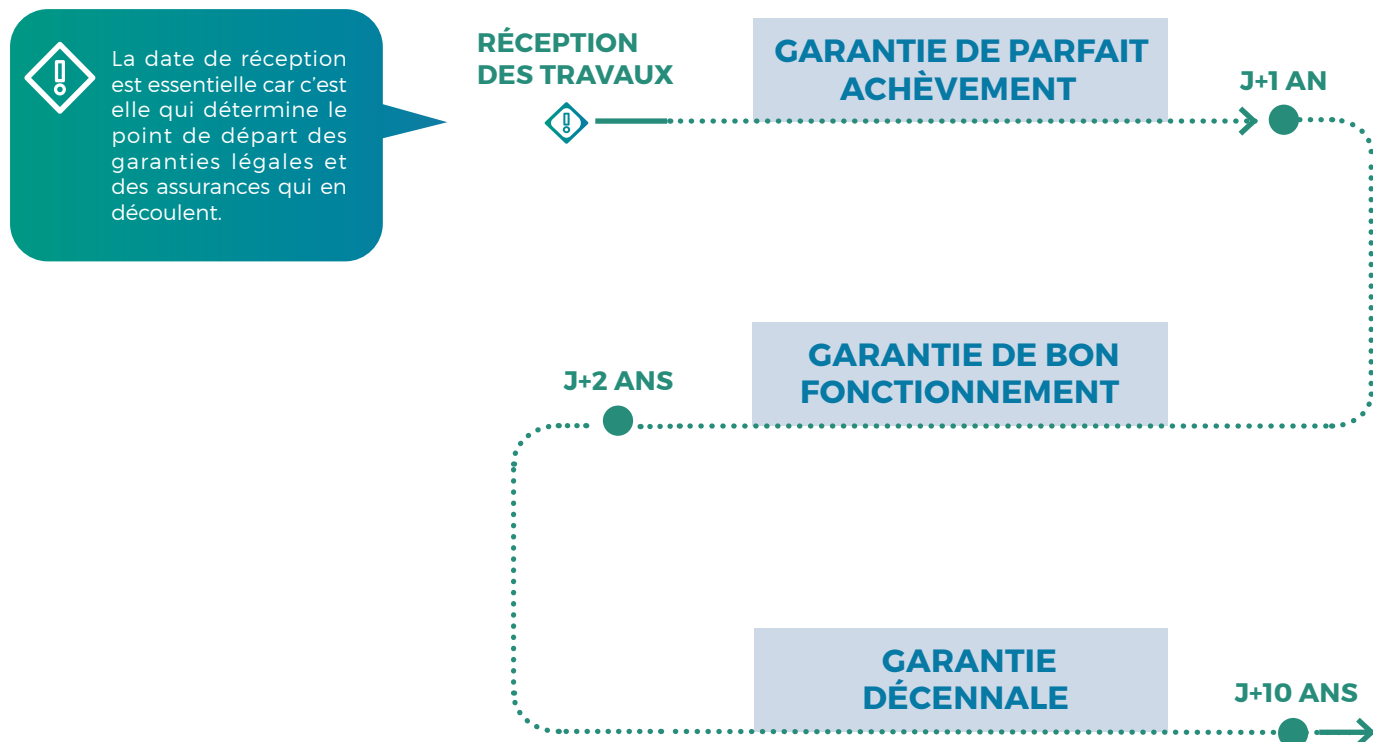 La date de réception
est essentielle car c’est
elle qui détermine le
point de départ des
garanties légales et
des assurances qui en
découlent.
RÉCEPTION
DES TRAVAUX
GARANTIE DE PARFAIT
ACHÈVEMENT
J+1 AN
GARANTIE DE BON
FONCTIONNEMENT
J+2 ANS
GARANTIE
DÉCENNALE
J+10 ANS